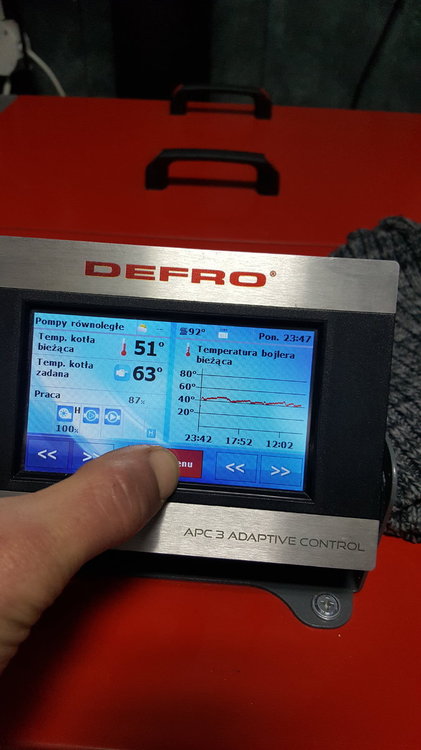 DEFRO®
Pompy równoległe
--
Temp. kotła
bieżąca
51°
Temp. kotła
zadana
63°
Praca
87%
H
100%
H
<<
>>
enu
92°
Pon. 23:47
Temperatura bojlera
bieżąca
80°
60°
40°
20°
23:42 17:52 12:02
<<
>>
APC 3 ADAPTIVE CONTROL